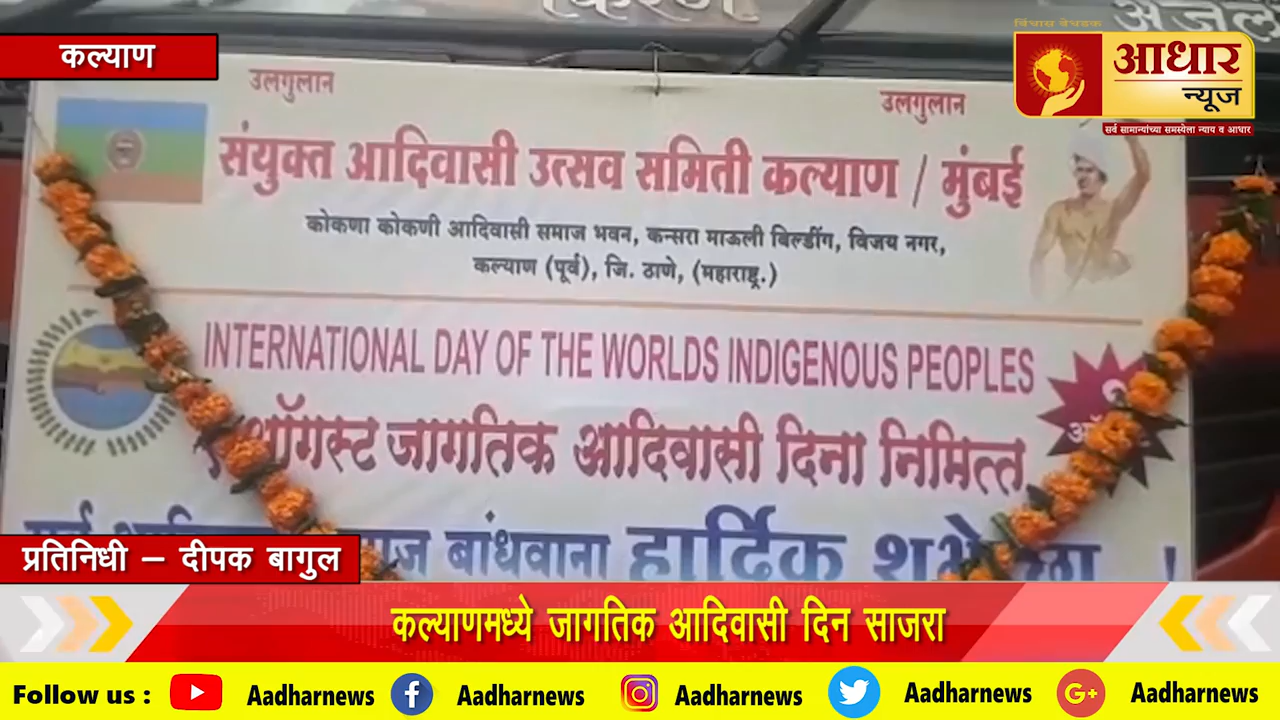 किरण
कल्याण
आधार
न्यूज
सर्व सामान्यांच्या समस्येला न्याय व आधार
उलगुलान
उलगुलान
संयुक्त आदिवासी उत्सव समिती कल्याण / मुंबई
कोकणा कोकणी आदिवासी समाज भवन, कन्सरा माऊली बिल्डींग, विजय नगर,
कल्याण (पूर्व), जि. ठाणे, (महाराष्ट्र.)
INTERNATIONAL DAY OF THE WORLDS INDIGENOUS PEOPLES
ऑगस्ट जागतिक आदिवासी दिना निमित्त
बांधवाना हार्दिक
प्रतिनिधी – दीपक बागुल
कल्याणमध्ये जागतिक आदिवासी दिन साजरा
Follow us : Aadharnews Aadharnews Aadharnews Aadharnews G+ Aadharnews